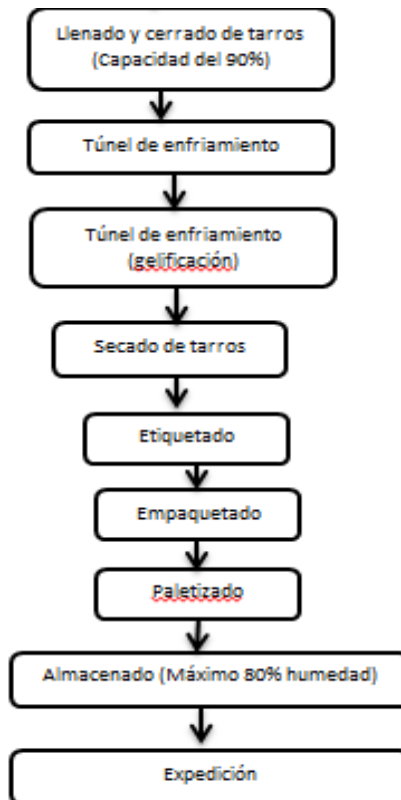 Llenado y cerrado de tarros
(Capacidad del 90%)
Túnel de enfriamiento
Túnel de enfriamiento
(gelificación)
Secado de tarros
Etiquetado
Empaquetado
Paletizado
Almacenado (Máximo 80% humedad)
Expedición